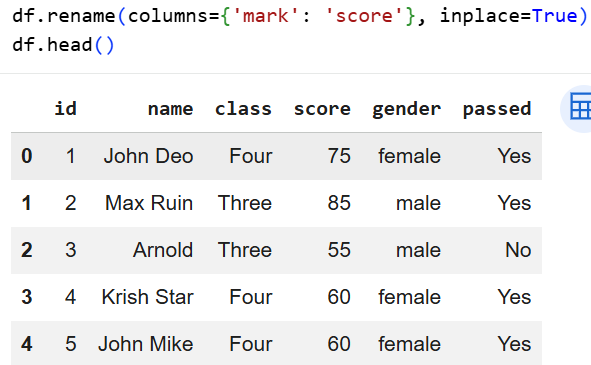 df.rename(columns={'mark': 'score'}, inplace=True)
df.head()
id name class score gender passed
0 1 John Deo Four 75 female Yes
1 2 Max Ruin Three 85 male Yes
2 3 Arnold Three 55 male No
3 4 Krish Star Four 60 female Yes
4 5 John Mike Four 60 female Yes